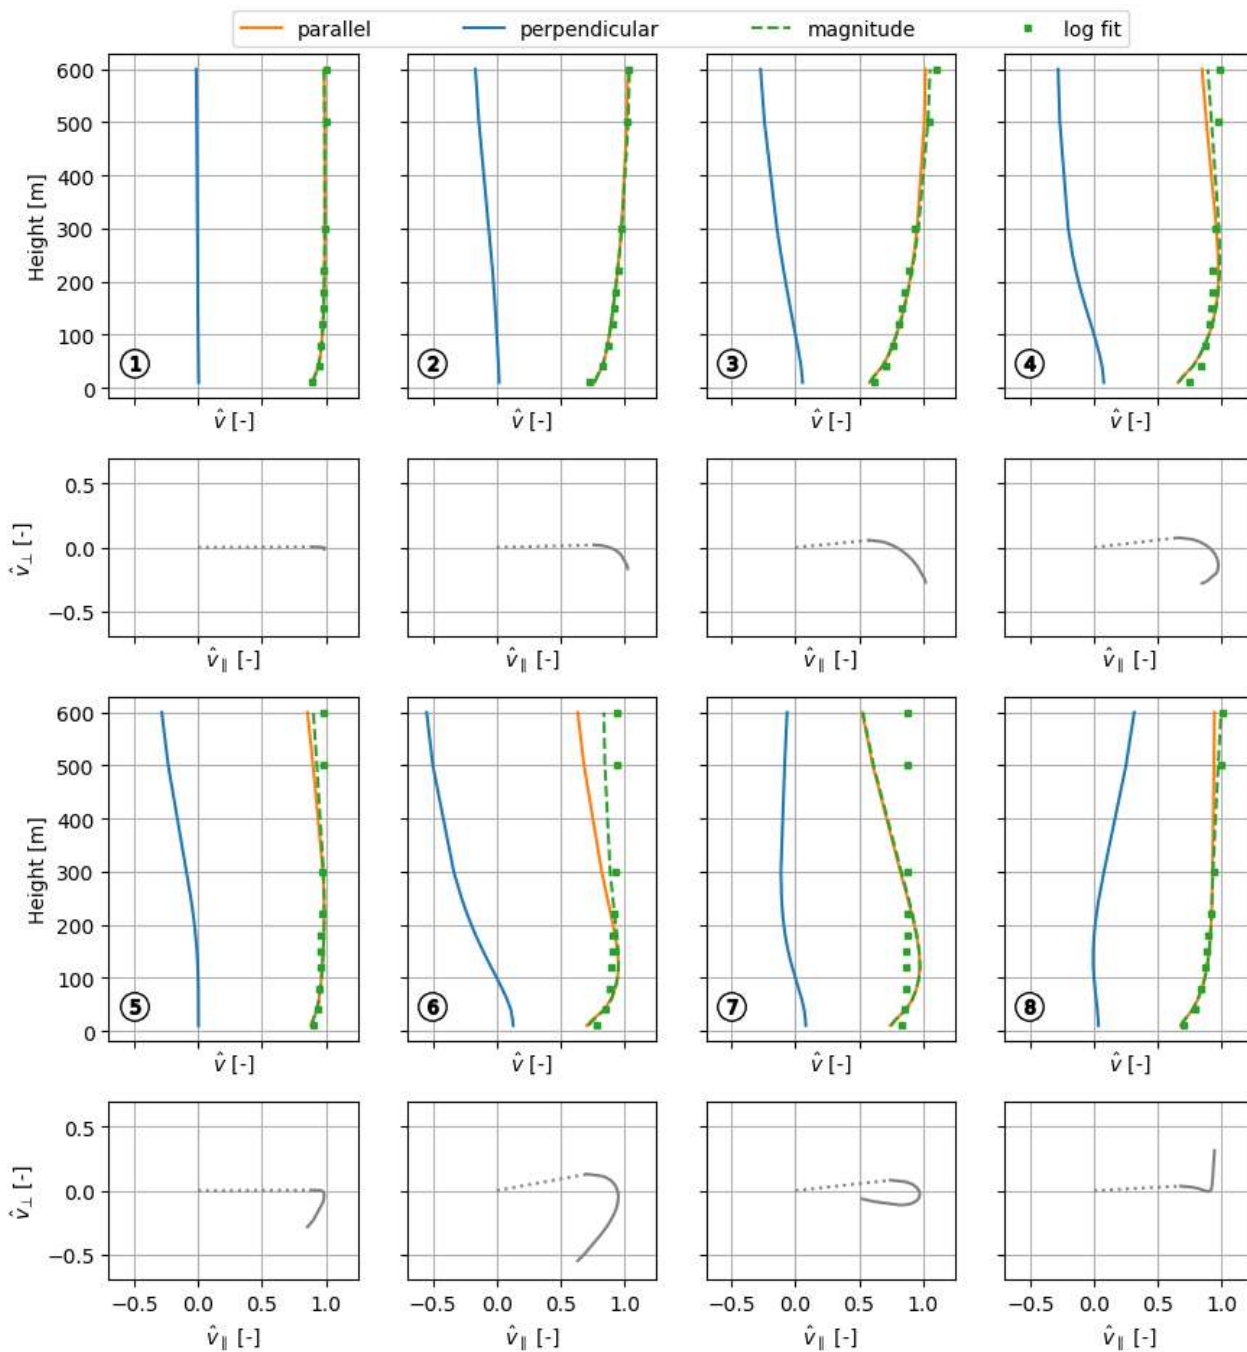 parallel perpendicular magnitude log fit
600
500
400
300
200
100
0
Height [m]
1 2 3 4
v̂ [-] v̂ [-] v̂ [-] v̂ [-]
0.5
0.0
−0.5
v̂⊥ [-]
v̂∥ [-] v̂∥ [-] v̂∥ [-] v̂∥ [-]
600
500
400
300
200
100
0
Height [m]
5 6 7 8
v̂ [-] v̂ [-] v̂ [-] v̂ [-]
0.5
0.0
−0.5
v̂⊥ [-]
−0.5 0.0 0.5 1.0 −0.5 0.0 0.5 1.0 −0.5 0.0 0.5 1.0 −0.5 0.0 0.5 1.0
v̂∥ [-] v̂∥ [-] v̂∥ [-] v̂∥ [-]